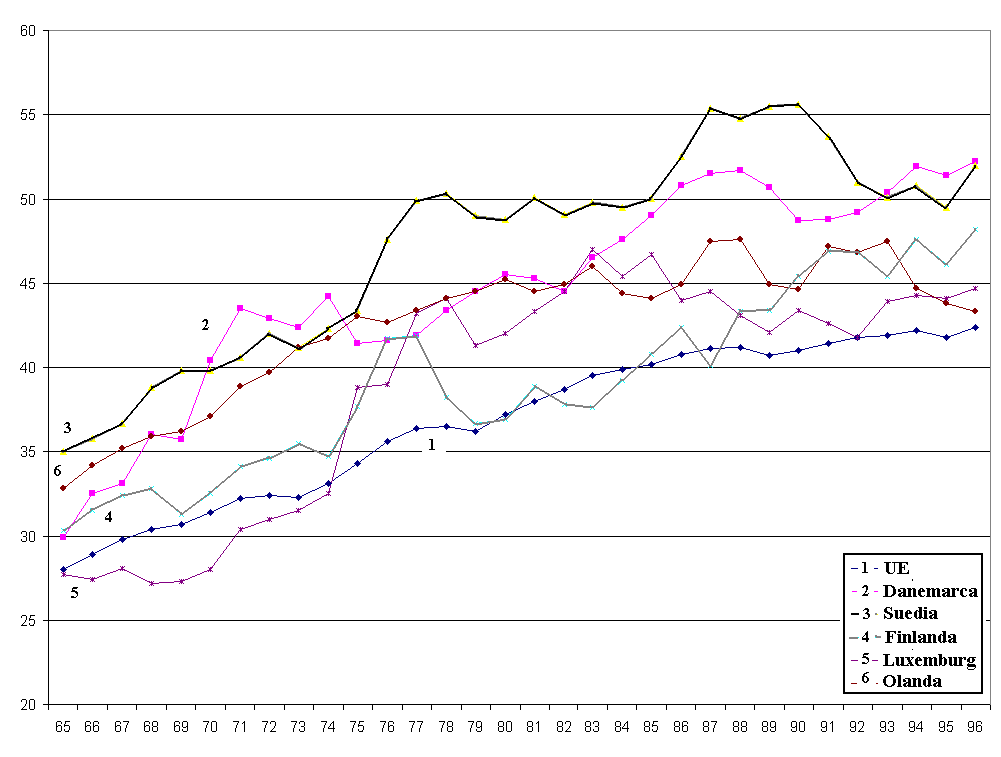 60
55
50
45
40
35
30
25
20
2
3
6
1
4
5
1 - UE
2 - Danemarca
3 - Suedia
4 - Finlanda
5 - Luxemburg
6 - Olanda
65 66 67 68 69 70 71 72 73 74 75 76 77 78 79 80 81 82 83 84 85 86 87 88 89 90 91 92 93 94 95 96